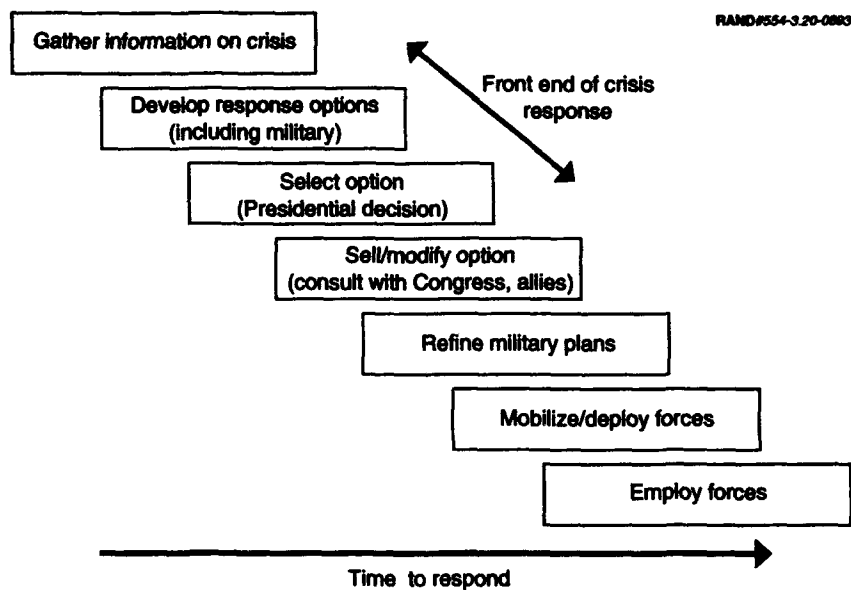 RAND#554-3.20-0893
Gather information on crisis
Front end of crisis
response
Develop response options
(including military)
Select option
(Presidential decision)
Sell/modify option
(consult with Congress, allies)
Refine military plans
Mobilize/deploy forces
Employ forces
Time to respond